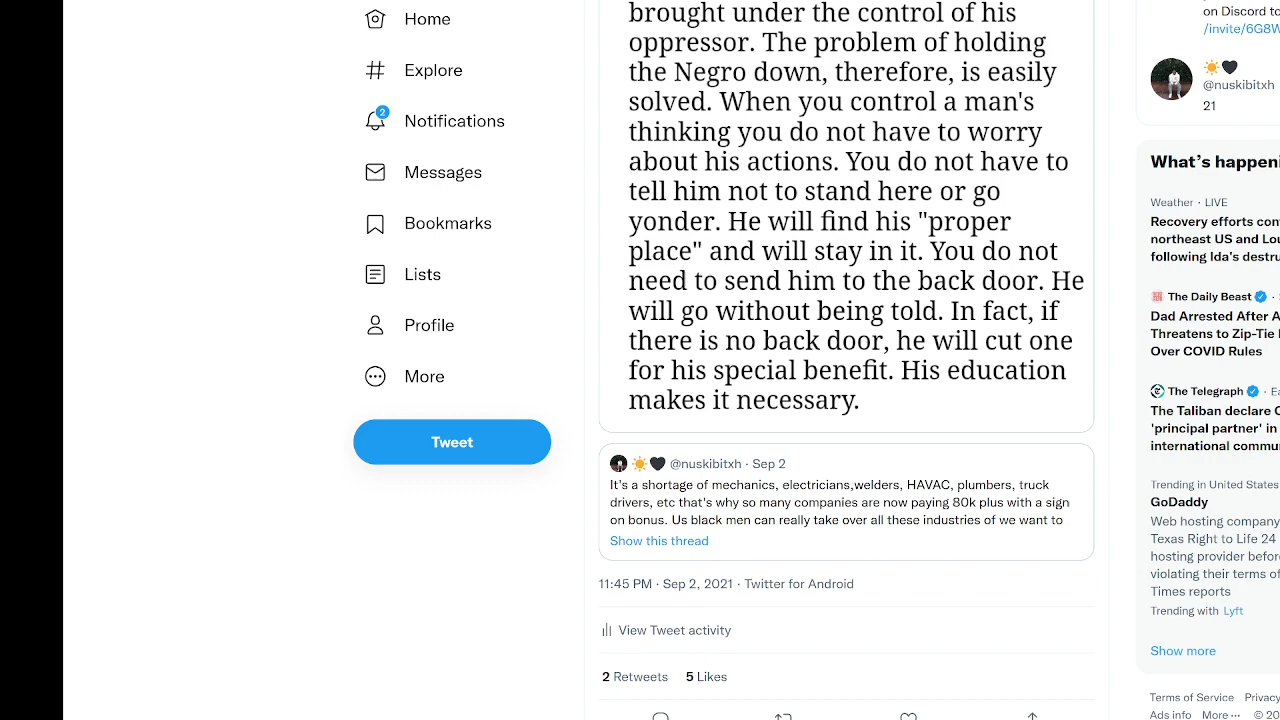 Home
Explore
2
Notifications
Messages
Bookmarks
Lists
Profile
More
Tweet
brought under the control of his
oppressor. The problem of holding
the Negro down, therefore, is easily
solved. When you control a man's
thinking you do not have to worry
about his actions. You do not have to
tell him not to stand here or go
yonder. He will find his "proper
place" and will stay in it. You do not
need to send him to the back door. He
will go without being told. In fact, if
there is no back door, he will cut one
for his special benefit. His education
makes it necessary.
@nuskibitxh · Sep 2
It's a shortage of mechanics, electricians,welders, HAVAC, plumbers, truck
drivers, etc that's why so many companies are now paying 80k plus with a sign
on bonus. Us black men can really take over all these industries of we want to
Show this thread
11:45 PM · Sep 2, 2021 · Twitter for Android
View Tweet activity
2 Retweets 5 Likes
on Discord to
/invite/6G8W
@nuskibitxh
21
What's happeni
Weather · LIVE
Recovery efforts con
northeast US and Lou
following Ida's destru
The Daily Beast ·
Dad Arrested After A
Threatens to Zip-Tie
Over COVID Rules
The Telegraph · Ea
The Taliban declare C
'principal partner' in
international commu
Trending in United States
GoDaddy
Web hosting company
Texas Right to Life 24
hosting provider befor
violating their terms of
Times reports
Trending with Lyft
Show more
Terms of Service Privacy
Ads info More ··· © 20